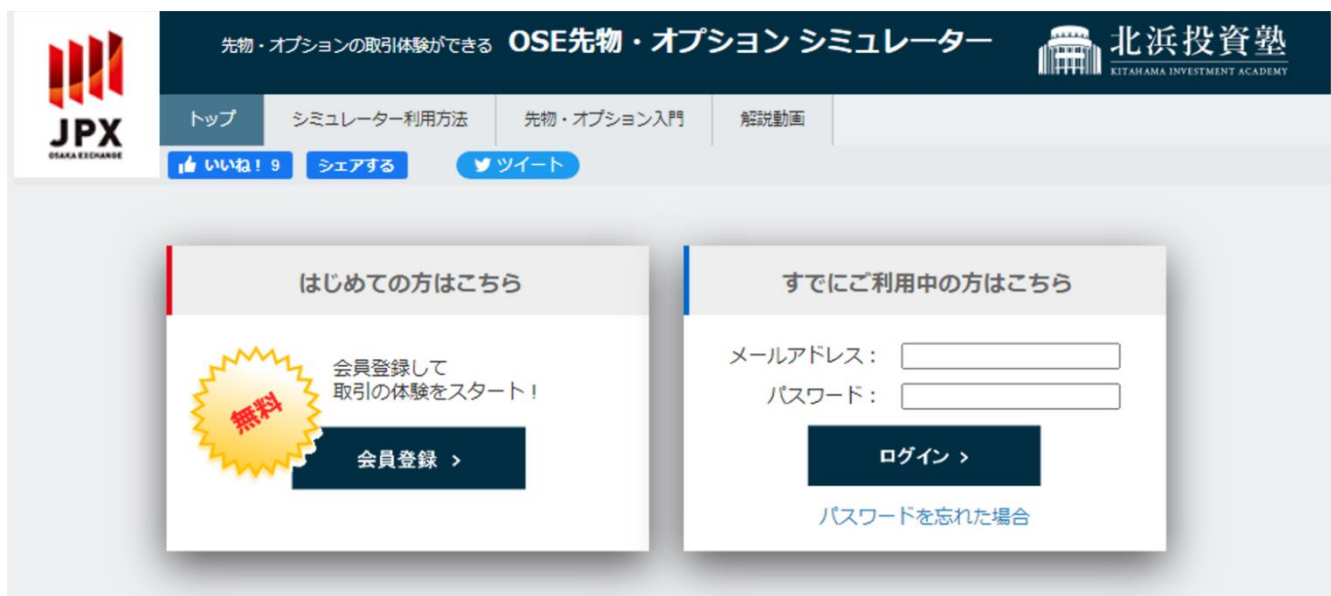 先物・オプションの取引体験ができる OSE先物・オプション シミュレーター
北浜投資塾
KITAHAMA INVESTMENT ACADEMY
JPX
OSAKA EXCHANGE
トップ
シミュレーター利用方法
先物・オプション入門
解説動画
いいね！ 9
シェアする
ツイート
はじめての方はこちら
無料
会員登録して
取引の体験をスタート！
会員登録 ＞
すでにご利用中の方はこちら
メールアドレス：
パスワード：
ログイン ＞
パスワードを忘れた場合